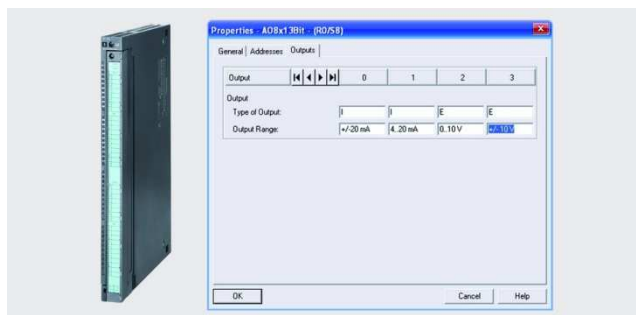 Properties - AO8x13Bit - (R0/S8)
General Addresses Outputs
Output 0 1 2 3
Output
Type of Output: I I E E
Output Range: +/-20 mA 4..20 mA 0..10 V +/-10 V
OK Cancel Help